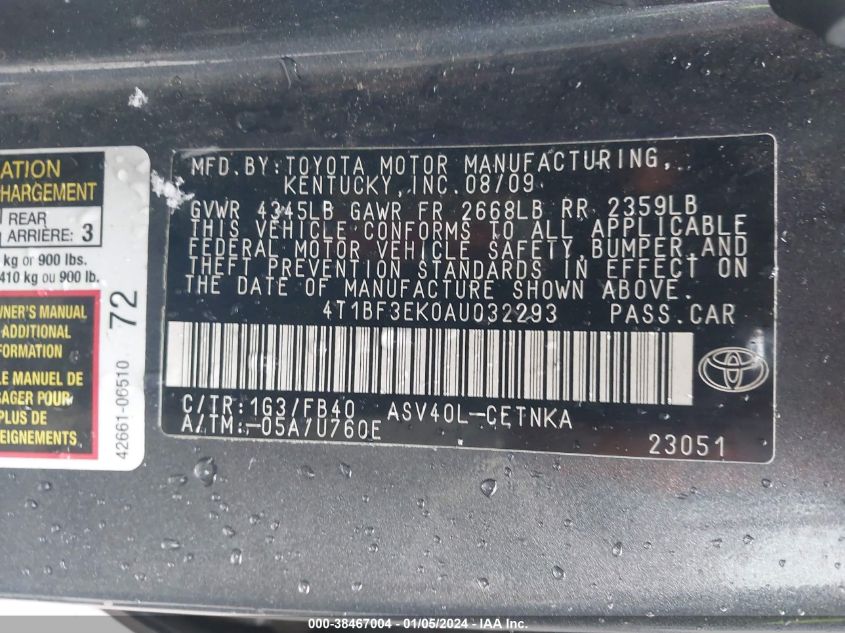 ATION
CHARGEMENT
REAR
ARRIÈRE: 3
kg or 900 lbs.
410 kg ou 900 lb.
WNER'S MANUAL
ADDITIONAL
FORMATION
LE MANUEL DE
POUR
PLUS DE
SEIGNEMENTS
42661-06510 72
MFD.BY:TOYOTA MOTOR MANUFACTURING,
KENTUCKY,INC.08/09
GVWR 4345LB GAWR FR 2668LB RR 2359LB
THIS VEHICLE CONFORMS TO ALL APPLICABLE
FEDERAL MOTOR VEHICLE SAFETY,BUMPER,AND
THEFT PREVENTION STANDARDS IN EFFECT ON
THE DATE OF MANUFACTURE SHOWN ABOVE.
4T1BF3EK0AU032293 PASS.CAR
C/TR:1G3/FB40 ASV40L-CETNKA
A/TM:-05A/U760E
23051
000-38467004 - 01/05/2024 - IAA Inc.